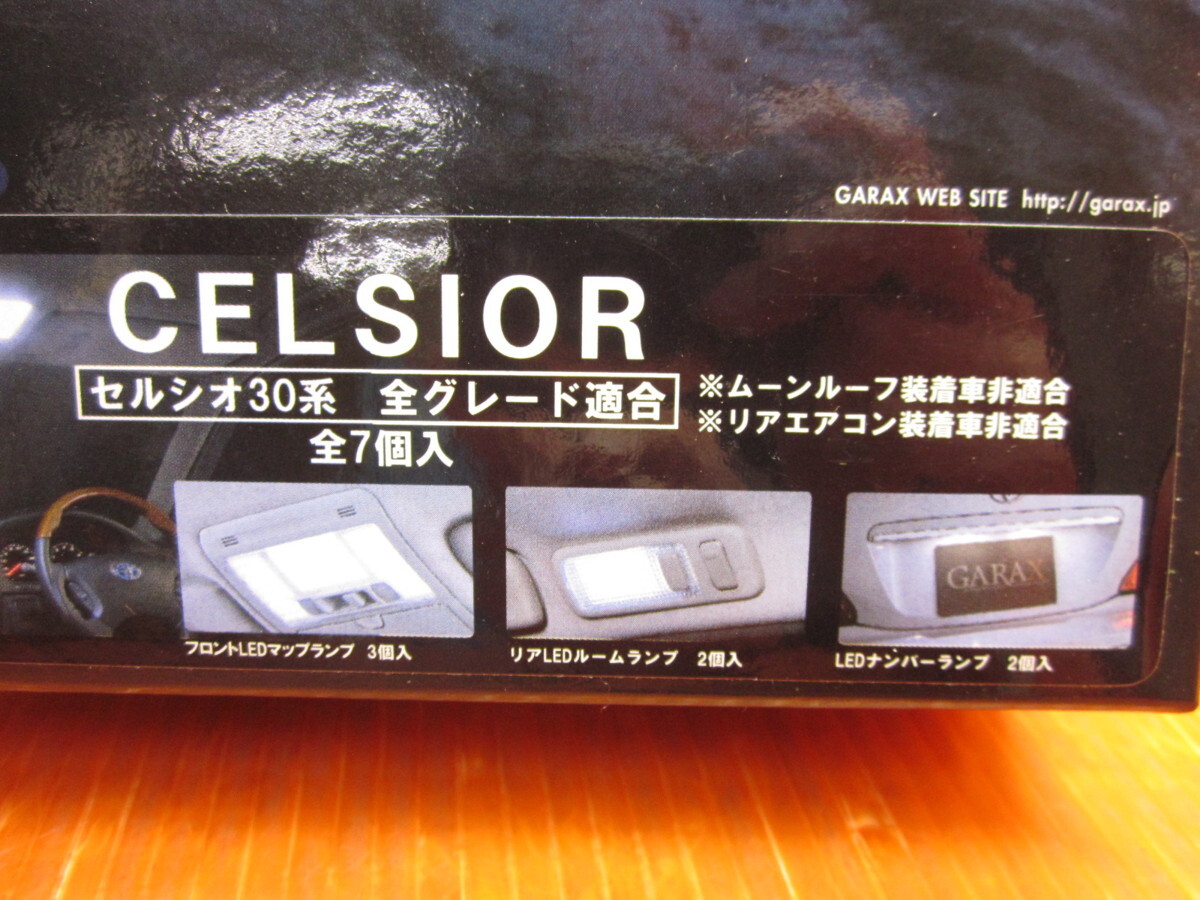 GARAX WEB SITE http://garax.jp
CELSIOR
セルシオ30系 全グレード適合
※ムーンルーフ装着車非適合
※リアエアコン装着車非適合
全7個入
GARAX
フロントLEDマップランプ 3個入
リアLEDルームランプ 2個入
LEDナンバーランプ 2個入